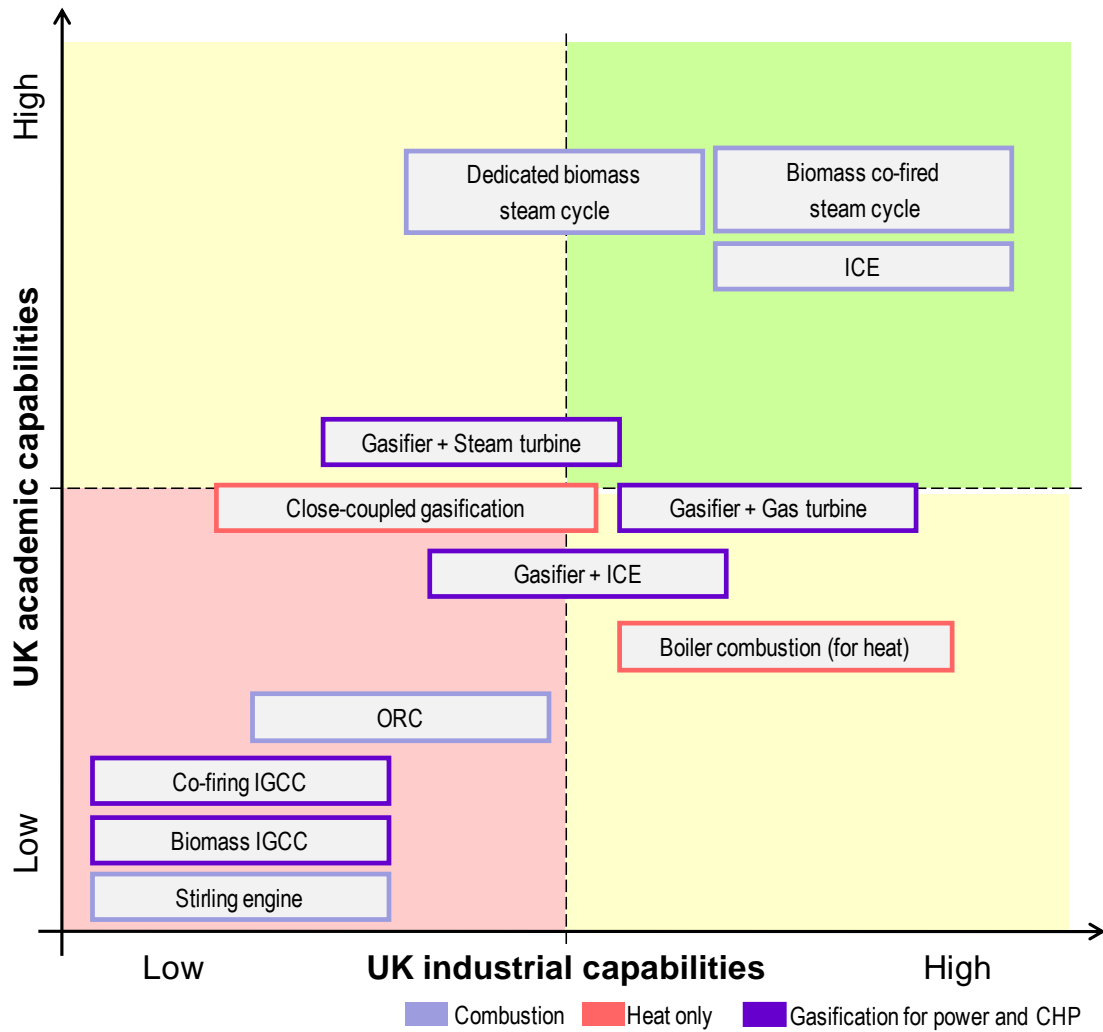 High
Dedicated biomass
steam cycle
Biomass co-fired
steam cycle
ICE
UK academic capabilities
Gasifier + Steam turbine
Close-coupled gasification
Gasifier + Gas turbine
Gasifier + ICE
Boiler combustion (for heat)
ORC
Co-firing IGCC
Biomass IGCC
Stirling engine
Low
Low
UK industrial capabilities
High
Combustion
Heat only
Gasification for power and CHP